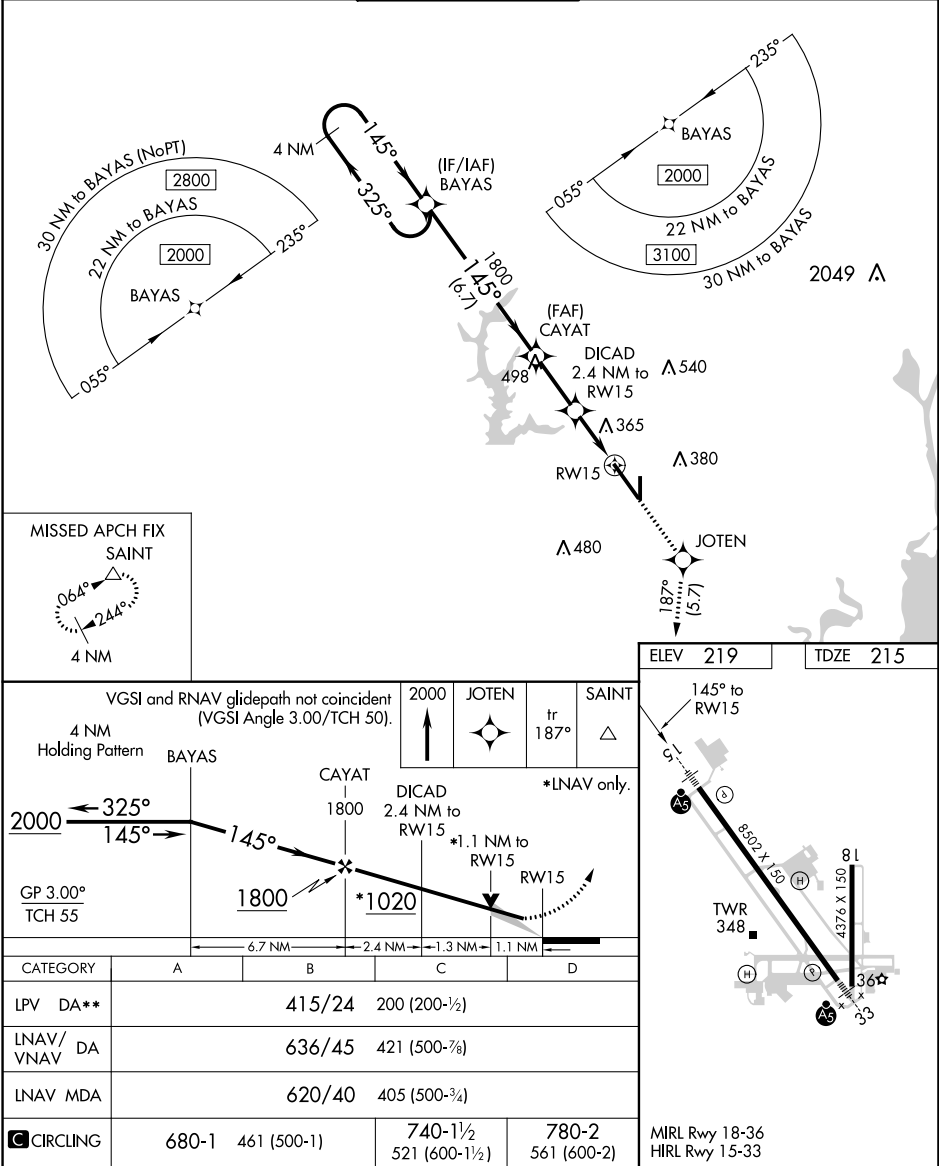 30 NM to BAYAS (NoPT)
2800
22 NM to BAYAS
2000
235°
BAYAS
055°
4 NM
145°
325°
(IF/IAF)
BAYAS
1800
145°
(6.7)
235°
BAYAS
2000
055°
22 NM to BAYAS
3100
30 NM to BAYAS
2049
(FAF)
CAYAT
498
DICAD
2.4 NM to
RW15
540
365
RW15
380
480
JOTEN
187°
(5.7)
MISSED APCH FIX
SAINT
064°
244°
4 NM
ELEV 219
TDZE 215
VGSI and RNAV glidepath not coincident
(VGSI Angle 3.00/TCH 50).
2000
JOTEN
tr
187°
SAINT
4 NM
Holding Pattern
BAYAS
CAYAT
1800
DICAD
2.4 NM to
RW15
*LNAV only.
*1.1 NM to
RW15
RW15
2000
325°
145°
145°
1800
*1020
GP 3.00°
TCH 55
6.7 NM
2.4 NM
1.3 NM
1.1 NM
CATEGORY A B C D
LPV DA** 415/24 200 (200-½)
LNAV/
VNAV DA 636/45 421 (500-⅞)
LNAV MDA 620/40 405 (500-¾)
C CIRCLING 680-1 461 (500-1)
740-1½
521 (600-1½)
780-2
561 (600-2)
145° to
RW15
15
A5
P
8502 X 150
H
18
4376 X 150
TWR
348
H
P
36
A5
x
x
33
MIRL Rwy 18-36
HIRL Rwy 15-33